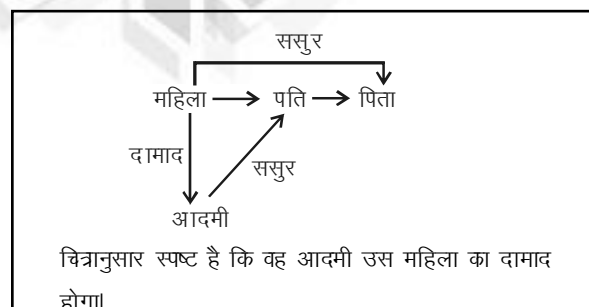 ससुर
महिला पति पिता
दामाद
ससुर
आदमी
चित्रानुसार स्पष्ट है कि वह आदमी उस महिला का दामाद
होगा।